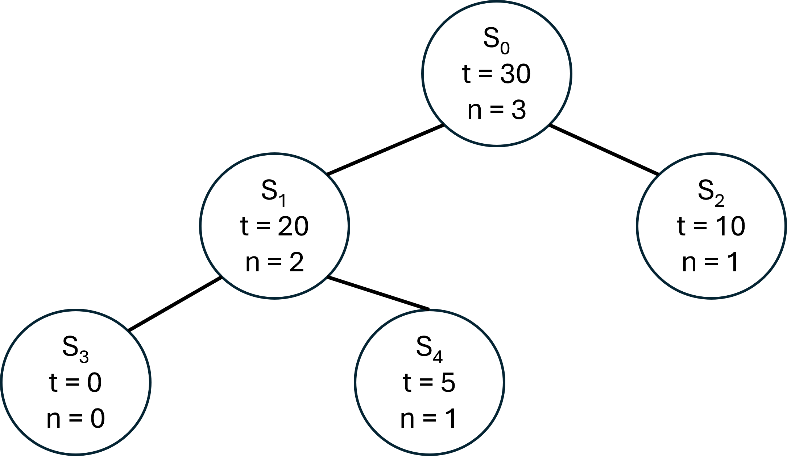 S₀
t = 30
n = 3
S₁
t = 20
n = 2
S₂
t = 10
n = 1
S₃
t = 0
n = 0
S₄
t = 5
n = 1